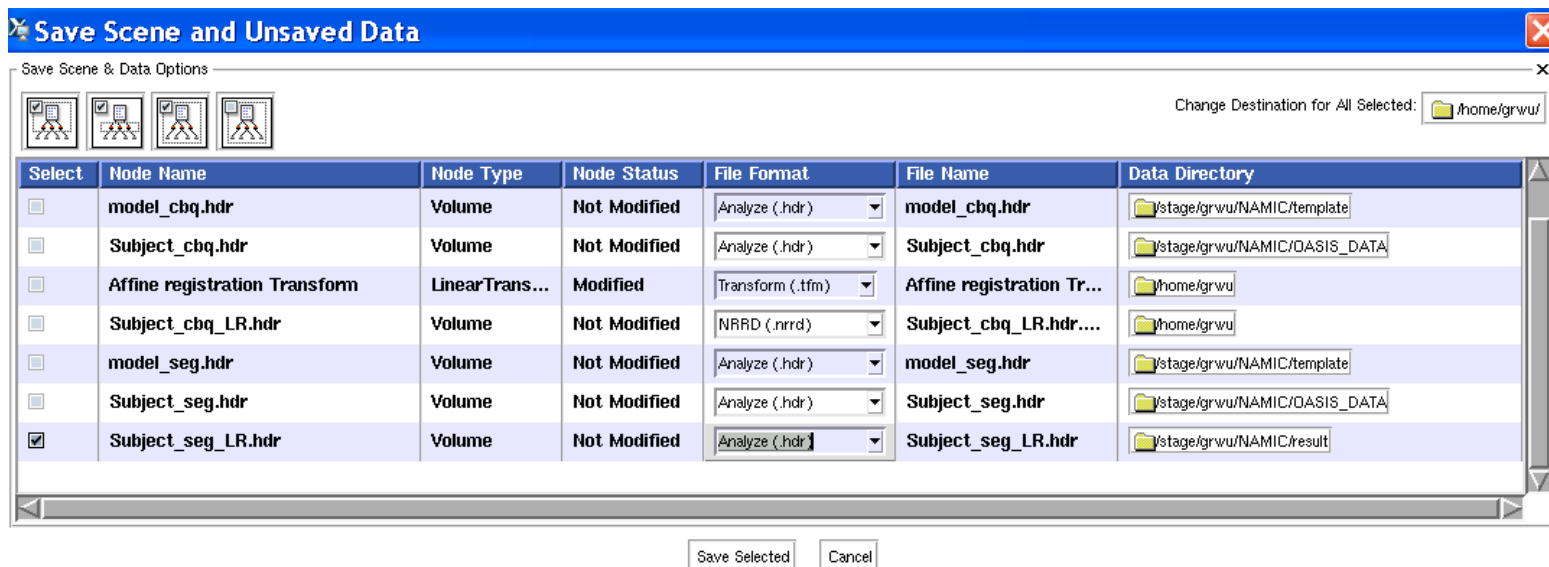 Save Scene and Unsaved Data
Save Scene & Data Options
Change Destination for All Selected: /home/grwu/
Select Node Name Node Type Node Status File Format File Name Data Directory
model_cbq.hdr Volume Not Modified Analyze (.hdr) model_cbq.hdr /stage/grwu/NAMIC/template
Subject_cbq.hdr Volume Not Modified Analyze (.hdr) Subject_cbq.hdr /stage/grwu/NAMIC/OASIS_DATA
Affine registration Transform LinearTrans... Modified Transform (.tfm) Affine registration Tr... /home/grwu
Subject_cbq_LR.hdr Volume Not Modified NRRD (.nrrd) Subject_cbq_LR.hdr.... /home/grwu
model_seg.hdr Volume Not Modified Analyze (.hdr) model_seg.hdr /stage/grwu/NAMIC/template
Subject_seg.hdr Volume Not Modified Analyze (.hdr) Subject_seg.hdr /stage/grwu/NAMIC/OASIS_DATA
Subject_seg_LR.hdr Volume Not Modified Analyze (.hdr) Subject_seg_LR.hdr /stage/grwu/NAMIC/result
Save Selected Cancel